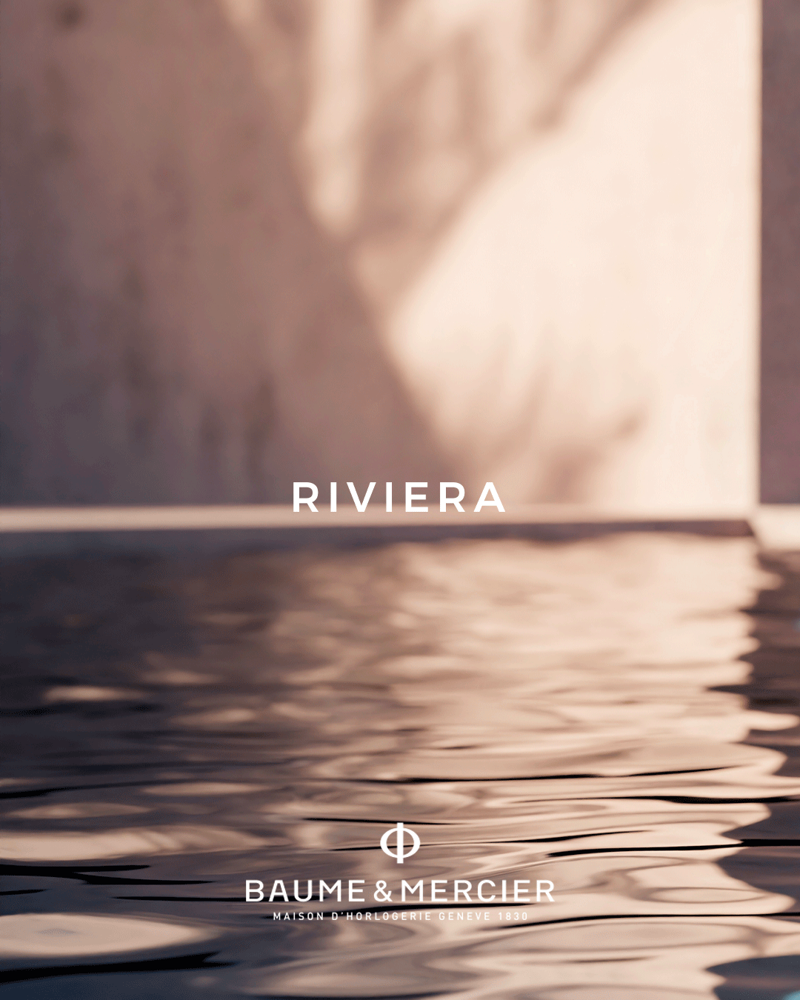 RIVIERA
BAUME & MERCIER
MAISON D'HORLOGERIE GENEVE 1830